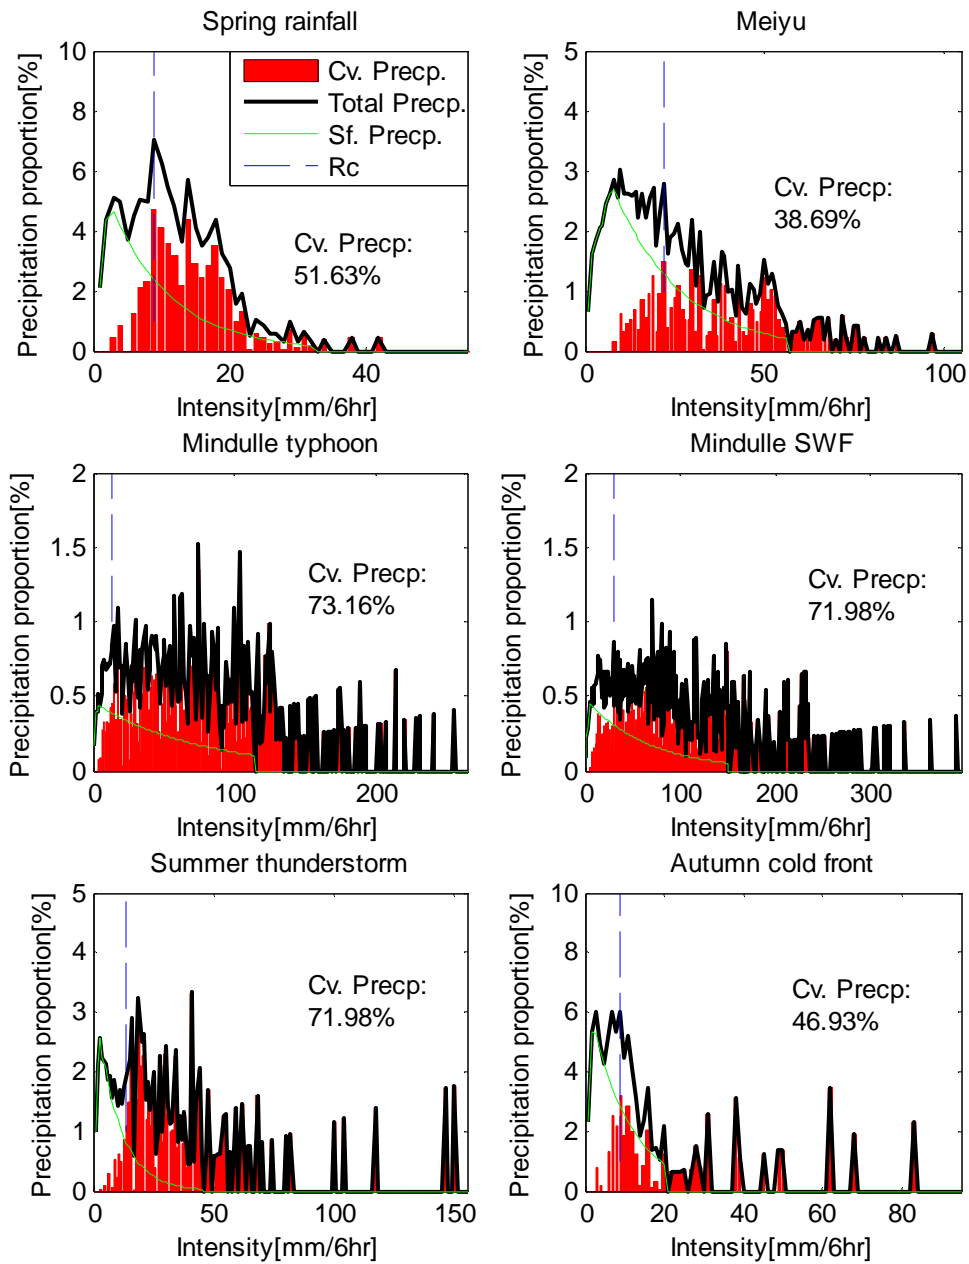 Spring rainfall
Precipitation proportion[%]
10
8
6
4
2
0
Cv. Precp.
Total Precp.
Sf. Precp.
Rc
Cv. Precp:
51.63%
0 20 40
Intensity[mm/6hr]
Meiyu
Precipitation proportion[%]
5
4
3
2
1
0
Cv. Precp:
38.69%
0 50 100
Intensity[mm/6hr]
Mindulle typhoon
Precipitation proportion[%]
2
1.5
1
0.5
0
Cv. Precp:
73.16%
0 100 200
Intensity[mm/6hr]
Mindulle SWF
Precipitation proportion[%]
2
1.5
1
0.5
0
Cv. Precp:
71.98%
0 100 200 300
Intensity[mm/6hr]
Summer thunderstorm
Precipitation proportion[%]
5
4
3
2
1
0
Cv. Precp:
71.98%
0 50 100 150
Intensity[mm/6hr]
Autumn cold front
Precipitation proportion[%]
10
8
6
4
2
0
Cv. Precp:
46.93%
0 20 40 60 80
Intensity[mm/6hr]